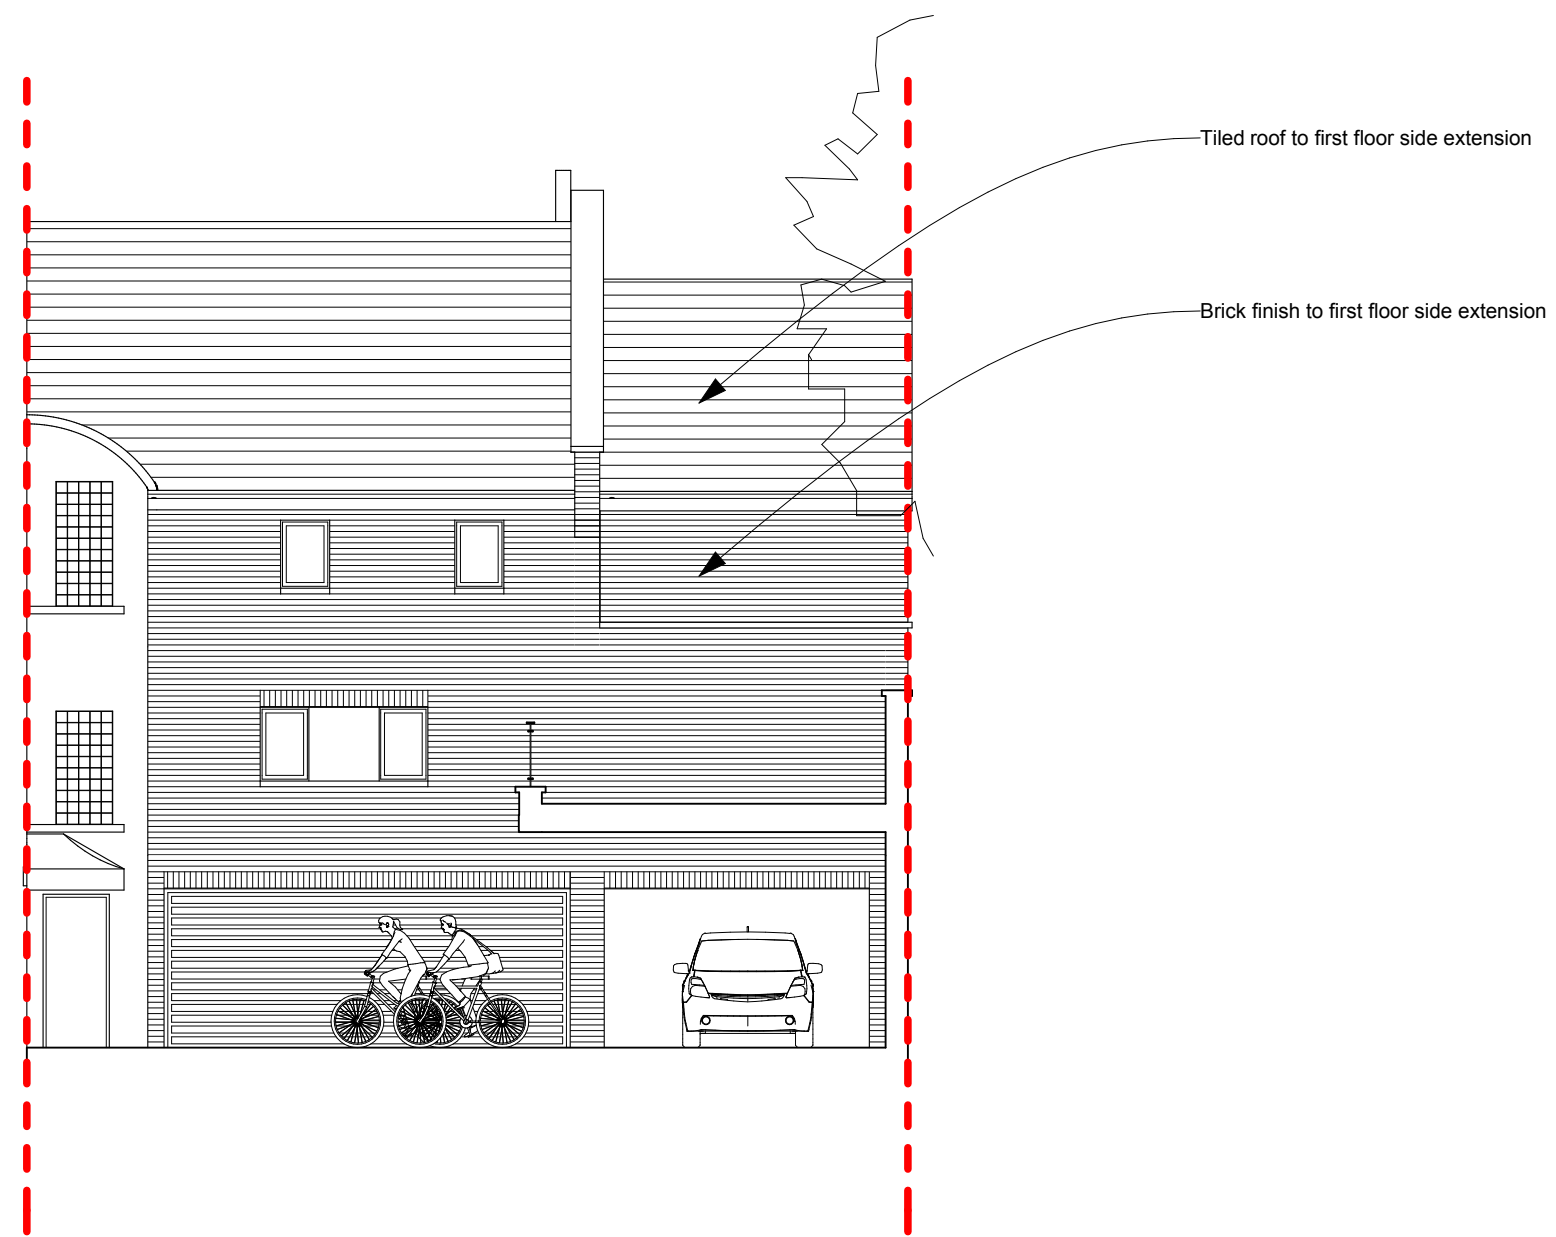 Tiled roof to first floor side extension
Brick finish to first floor side extension